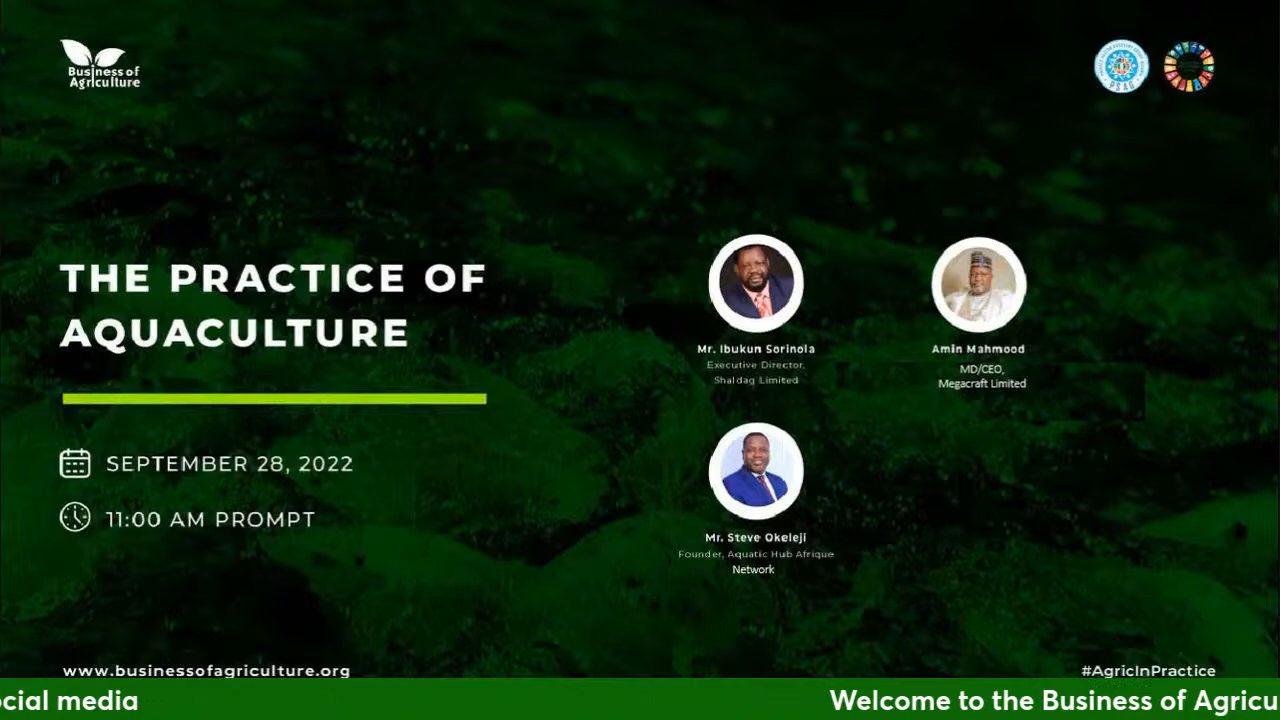 Business of
Agriculture
PSAG
THE PRACTICE OF
AQUACULTURE
SEPTEMBER 28, 2022
11:00 AM PROMPT
Mr. Ibukun Sorinola
Executive Director,
Shaldag Limited
Amin Mahmood
MD/CEO,
Megacraft Limited
Mr. Steve Okeleji
Founder, Aquatic Hub Afrique
Network
www.businessofagriculture.org
#AgricInPractice
ocial media
Welcome to the Business of Agricu